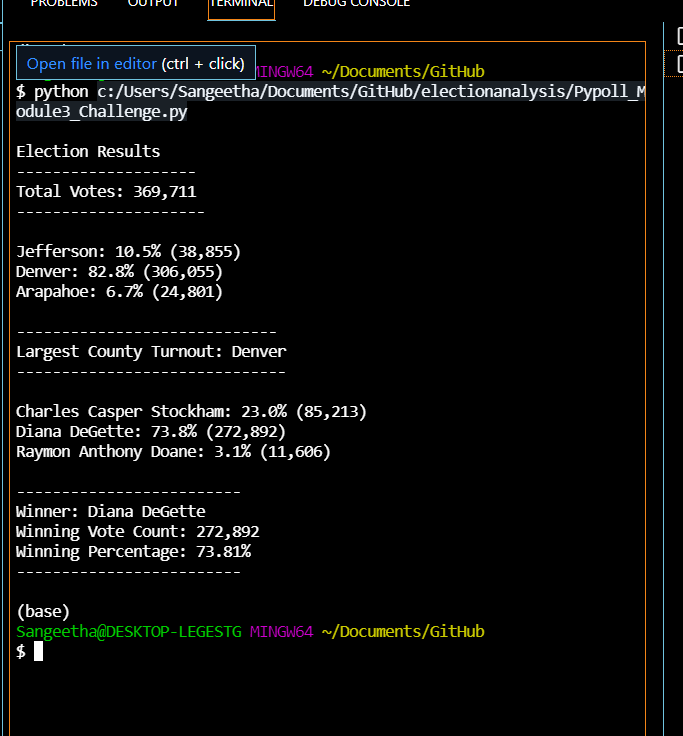 PROBLEMS OUTPUT TERMINAL DEBUG CONSOLE
Open file in editor (ctrl + click) MINGW64 ~/Documents/GitHub
$ python c:/Users/Sangeetha/Documents/GitHub/electionanalysis/Pypoll_M
odule3_Challenge.py
Election Results
--------------------
Total Votes: 369,711
---------------------
Jefferson: 10.5% (38,855)
Denver: 82.8% (306,055)
Arapahoe: 6.7% (24,801)
-----------------------------
Largest County Turnout: Denver
------------------------------
Charles Casper Stockham: 23.0% (85,213)
Diana DeGette: 73.8% (272,892)
Raymon Anthony Doane: 3.1% (11,606)
-------------------------
Winner: Diana DeGette
Winning Vote Count: 272,892
Winning Percentage: 73.81%
-------------------------
(base)
Sangeetha@DESKTOP-LEGESTG MINGW64 ~/Documents/GitHub
$